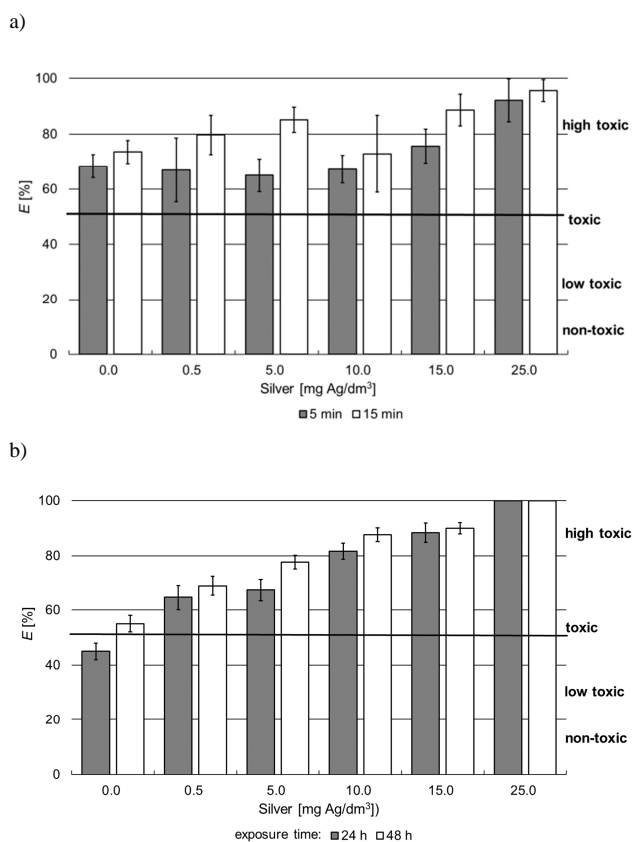 a)
100
80
60
40
20
0
E [%]
high toxic
toxic
low toxic
non-toxic
0.0 0.5 5.0 10.0 15.0 25.0
Silver [mg Ag/dm³]
5 min 15 min
b)
100
80
60
40
20
0
E [%]
high toxic
toxic
low toxic
non-toxic
0.0 0.5 5.0 10.0 15.0 25.0
Silver [mg Ag/dm³])
exposure time: 24 h 48 h